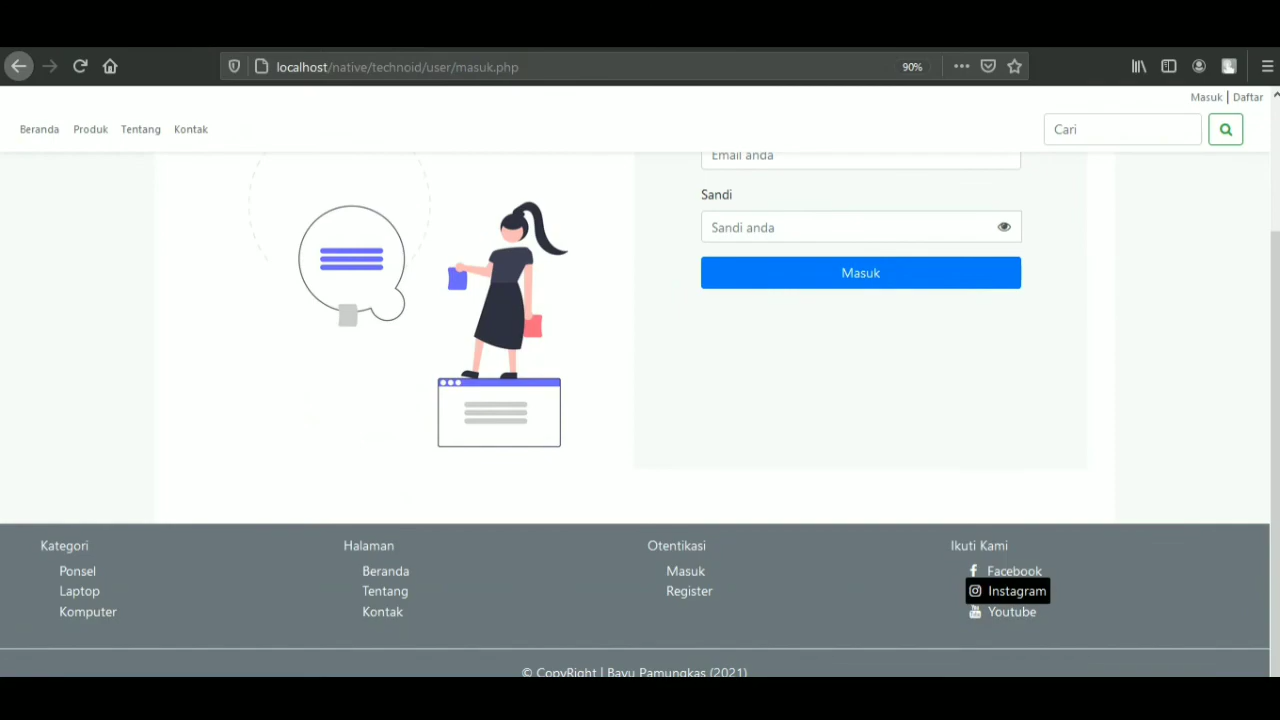 localhost/native/technoid/user/masuk.php
90%
Masuk | Daftar
Beranda Produk Tentang Kontak
Cari
Email anda
Sandi
Sandi anda
Masuk
Kategori
Ponsel
Laptop
Komputer
Halaman
Beranda
Tentang
Kontak
Otentikasi
Masuk
Register
Ikuti Kami
Facebook
Instagram
Youtube
© CopyRight | Bayu Pamungkas (2021)